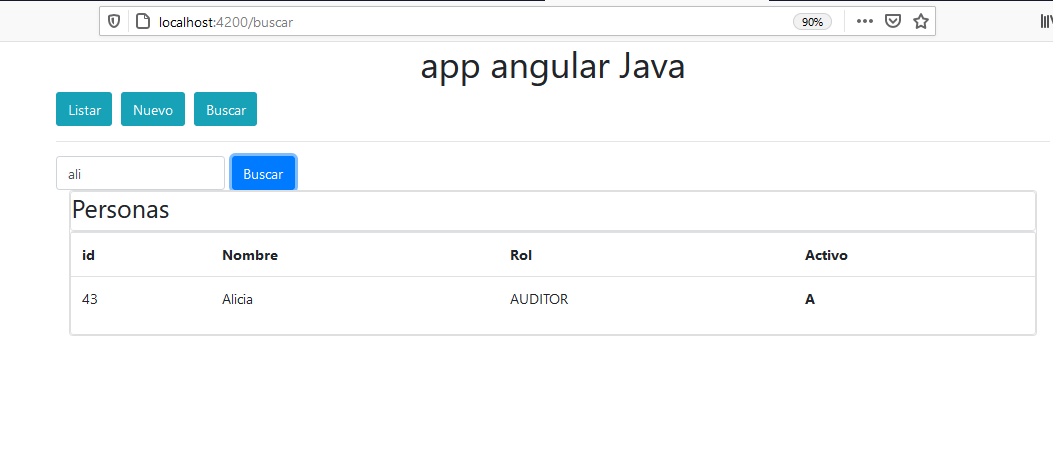 localhost:4200/buscar 90%
app angular Java
Listar Nuevo Buscar
ali Buscar
Personas
id Nombre Rol Activo
43 Alicia AUDITOR A